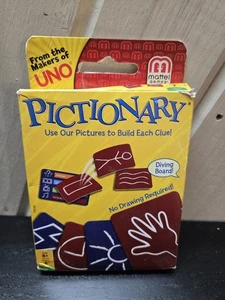 From the
Makers of
UNO
mattel
games
PICTIONARY
Use Our Pictures to Build Each Clue!
Diving
Board!
No Drawing Required!